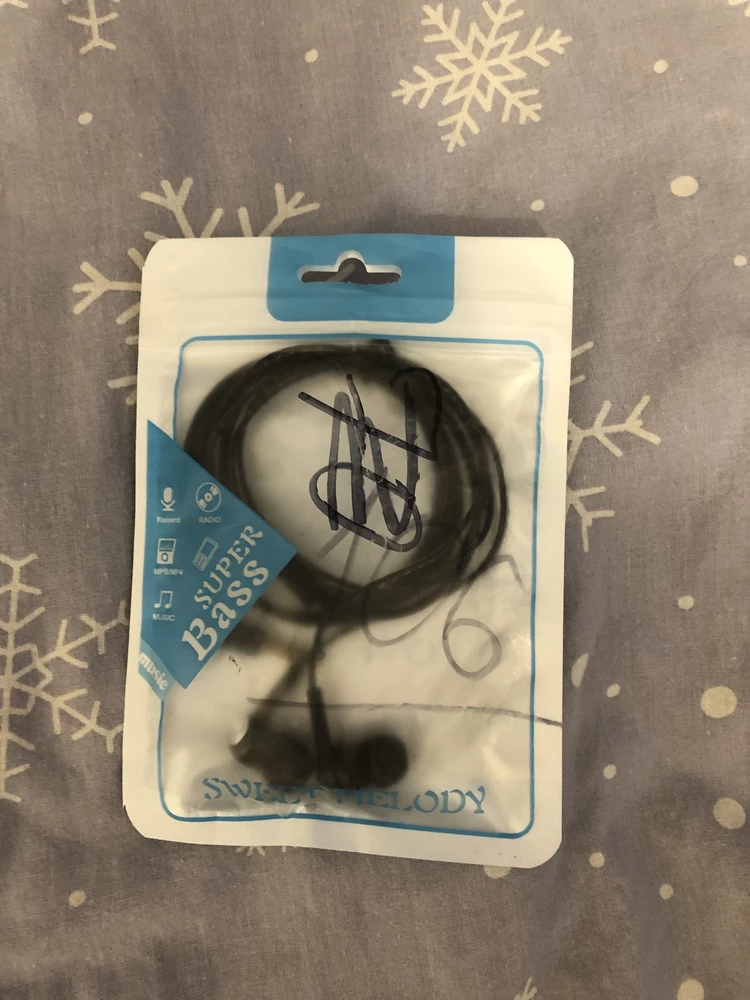 Record
RADIO
MP3/MP4
MUSIC
SUPER
Bass
music
SWEET MELODY